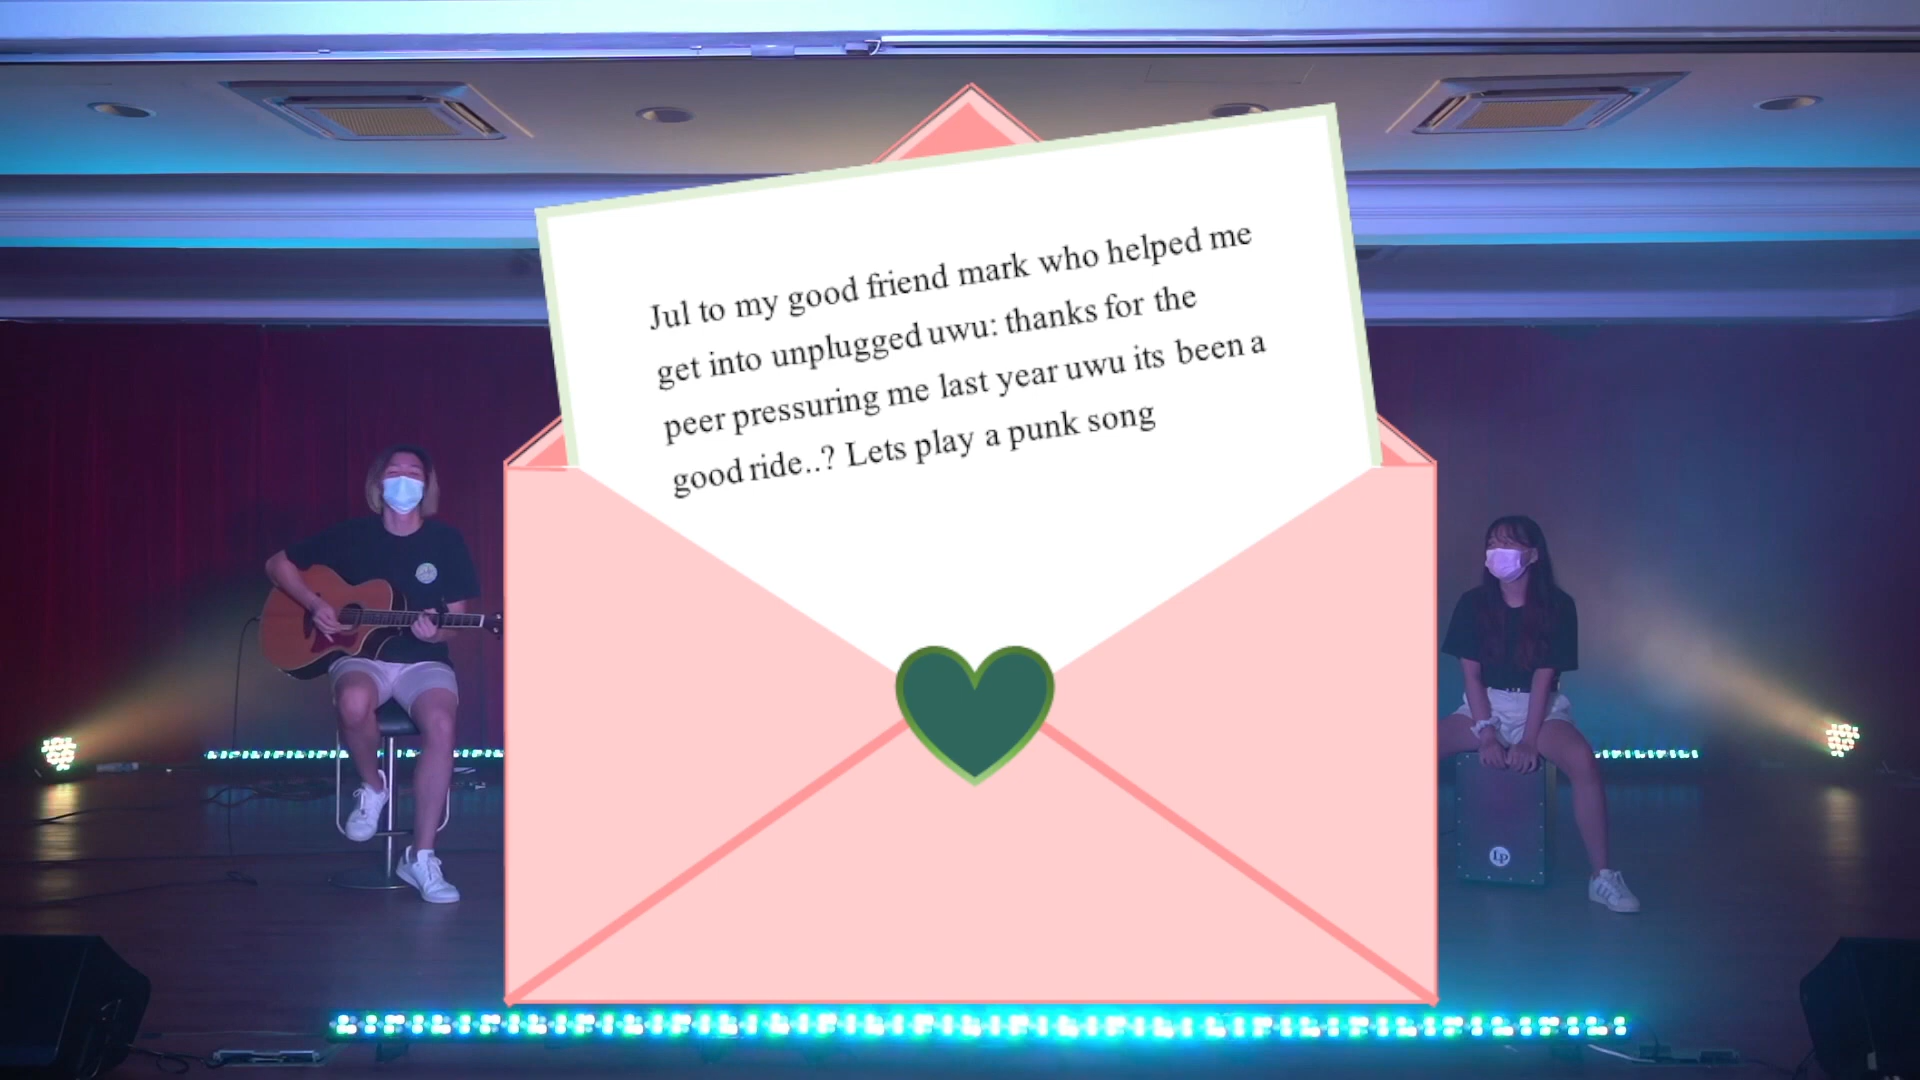 Jul to my good friend mark who helped me
get into unplugged uwu: thanks for the
peer pressuring me last year uwu its been a
good ride..? Lets play a punk song
LP